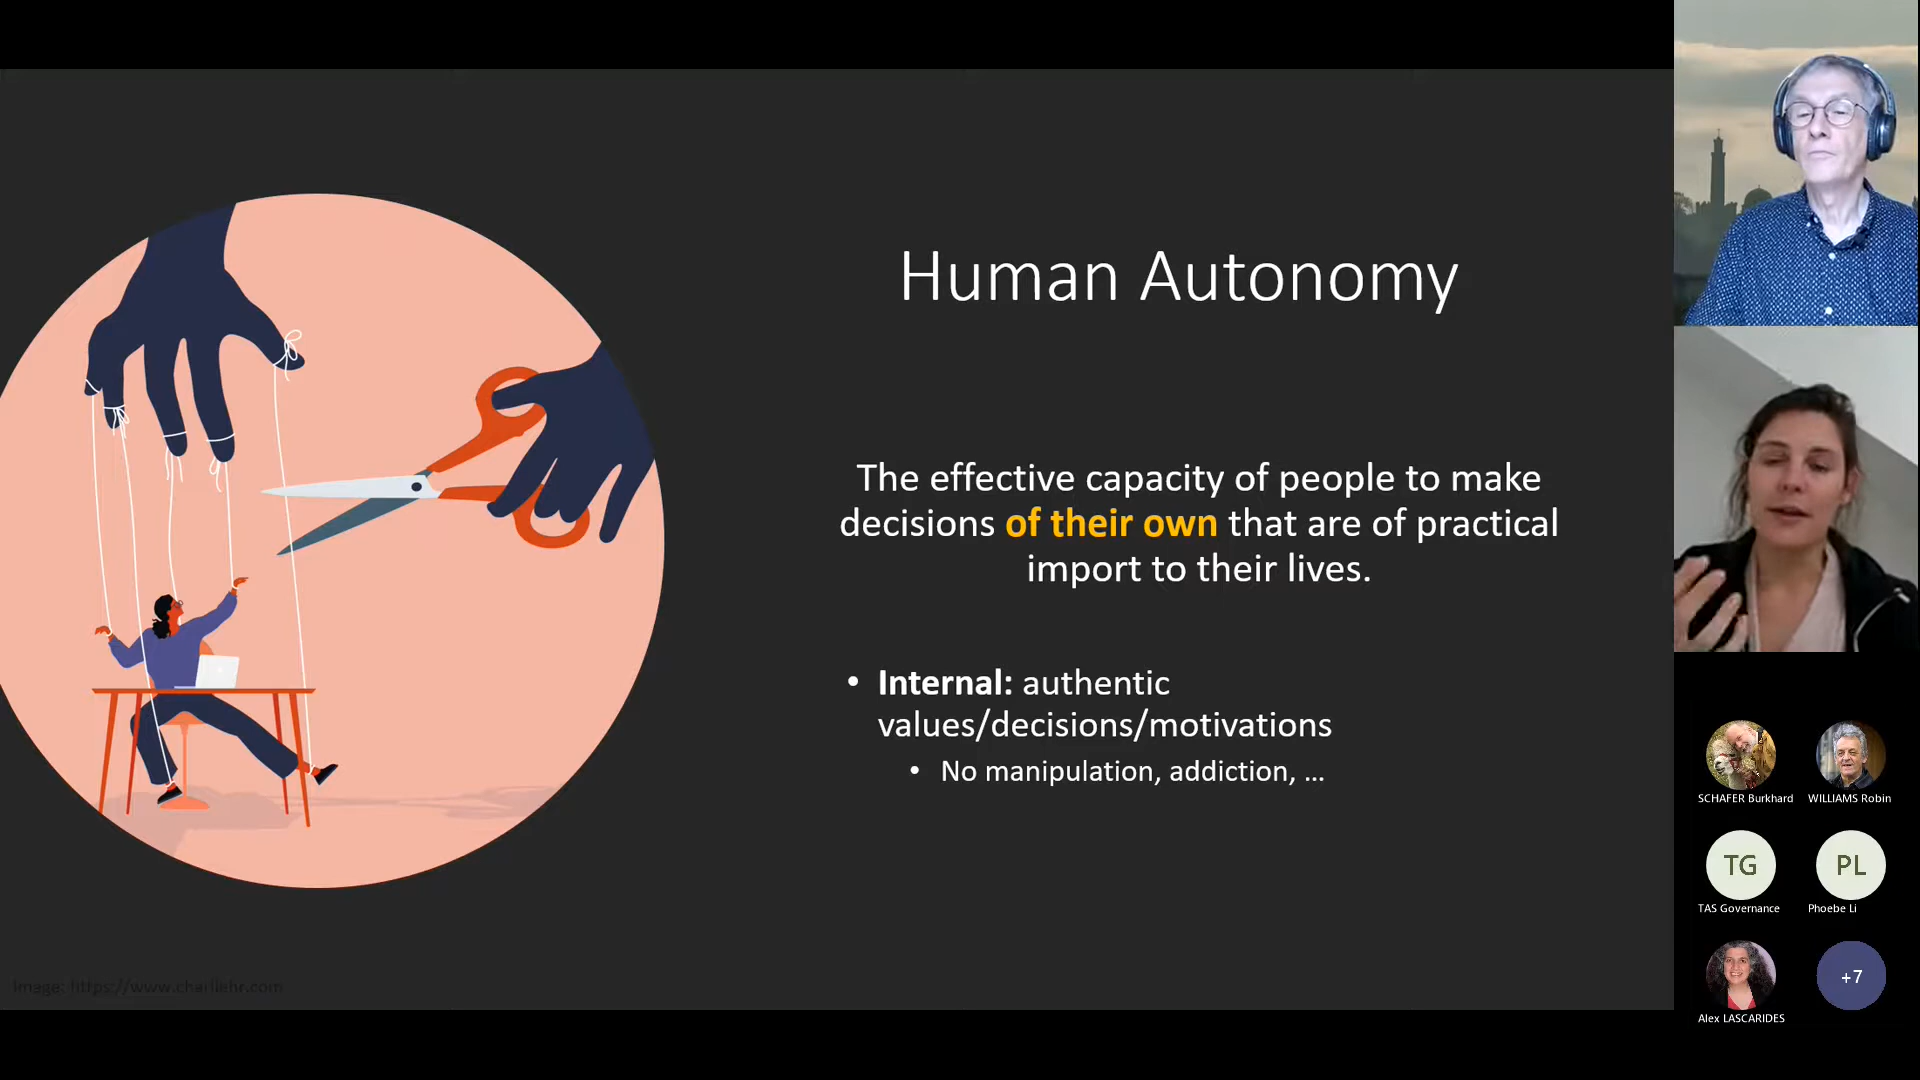 Human Autonomy
The effective capacity of people to make
decisions of their own that are of practical
import to their lives.
• Internal: authentic
values/decisions/motivations
• No manipulation, addiction, ...
Image: https://www.charliehr.com
SCHAFER Burkhard
WILLIAMS Robin
TG
PL
TAS Governance
Phoebe Li
+7
Alex LASCARIDES